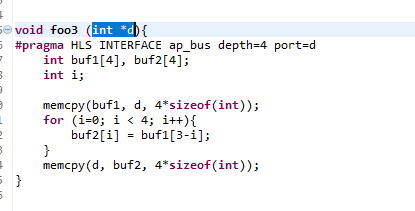 void foo3 (int *d){
#pragma HLS INTERFACE ap_bus depth=4 port=d
    int buf1[4], buf2[4];
    int i;

    memcpy(buf1, d, 4*sizeof(int));
    for (i=0; i < 4; i++){
        buf2[i] = buf1[3-i];
    }
    memcpy(d, buf2, 4*sizeof(int));
}